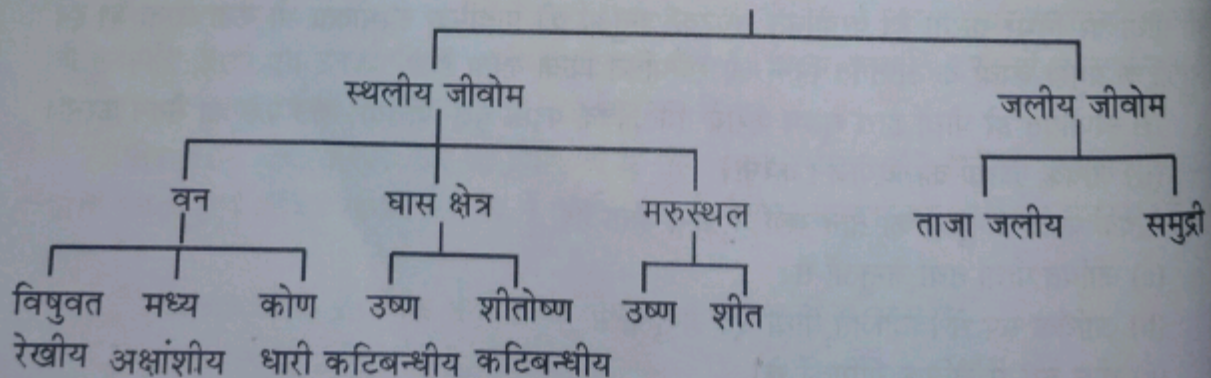 स्थलीय जीवोम
जलीय जीवोम
वन
घास क्षेत्र
मरुस्थल
ताजा जलीय
समुद्री
विषुवत मध्य कोण उष्ण शीतोष्ण उष्ण शीत
रेखीय अक्षांशीय धारी कटिबन्धीय कटिबन्धीय